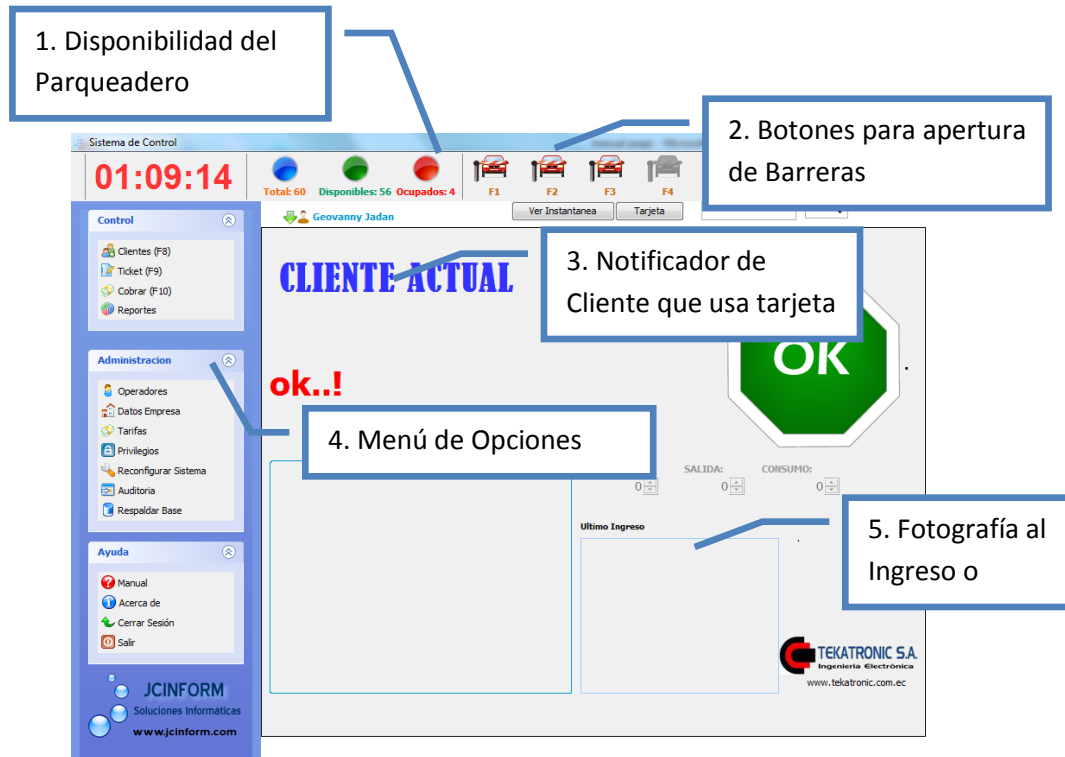 1. Disponibilidad del
Parqueadero
2. Botones para apertura
de Barreras
Sistema de Control
01:09:14
Total: 60
Disponibles: 56
Ocupados: 4
F1
F2
F3
F4
Geovanny Jadan
Ver Instantanea
Tarjeta
Control
Clientes (F8)
Ticket (F9)
Cobrar (F10)
Reportes
CLIENTE ACTUAL
3. Notificador de
Cliente que usa tarjeta
OK
.
Administracion
Operadores
Datos Empresa
Tarifas
Privilegios
Reconfigurar Sistema
Auditoria
Respaldar Base
ok..!
4. Menú de Opciones
SALIDA:
CONSUMO:
0
0
0
Ultimo Ingreso
5. Fotografía al
Ingreso o
Ayuda
Manual
Acerca de
Cerrar Sesión
Salir
TEKATRONIC S.A.
Ingeniería Electrónica
www.tekatronic.com.ec
JCINFORM
Soluciones Informáticas
www.jcinform.com